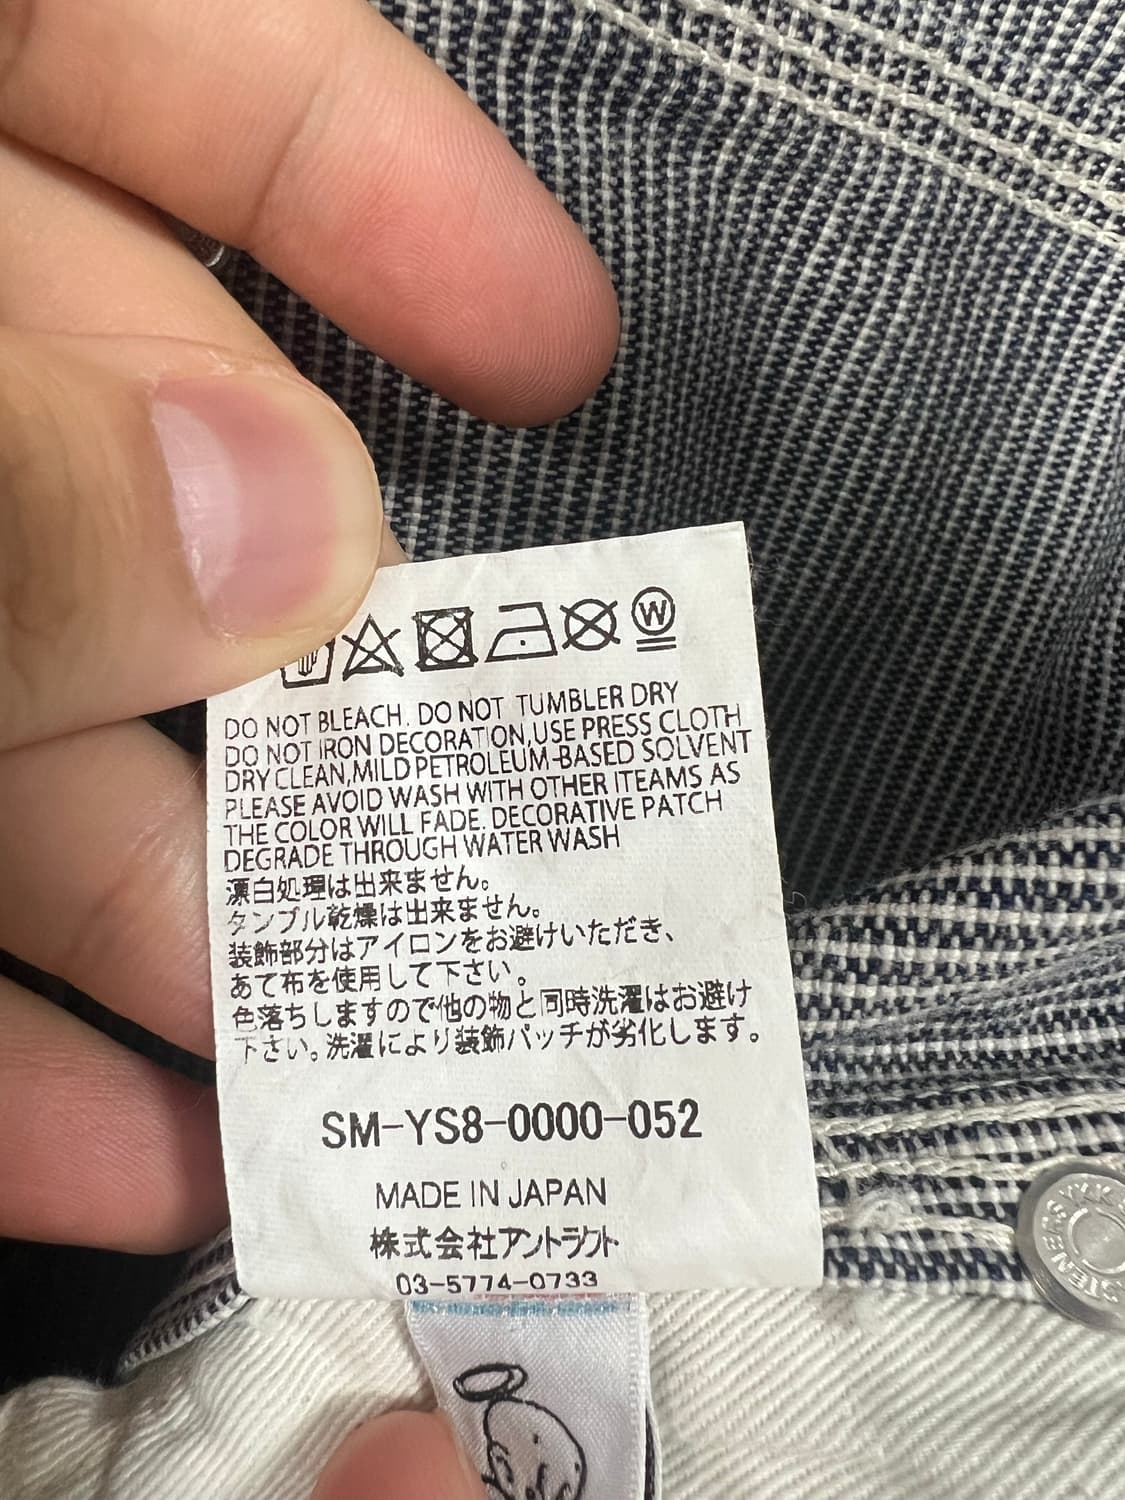 W
DO NOT BLEACH. DO NOT TUMBLER DRY
DO NOT IRON DECORATION,USE PRESS CLOTH
DRY CLEAN,MILD PETROLEUM-BASED SOLVENT
PLEASE AVOID WASH WITH OTHER ITEAMS AS
THE COLOR WILL FADE. DECORATIVE PATCH
DEGRADE THROUGH WATER WASH
漂白処理は出来ません。
タンブル乾燥は出来ません。
装飾部分はアイロンをお避けいただき、
あて布を使用して下さい。
色落ちしますので他の物と同時洗濯はお避け
下さい。洗濯により装飾パッチが劣化します。
SM-YS8-0000-052
MADE IN JAPAN
株式会社アントラクト
03-5774-0733
YKK